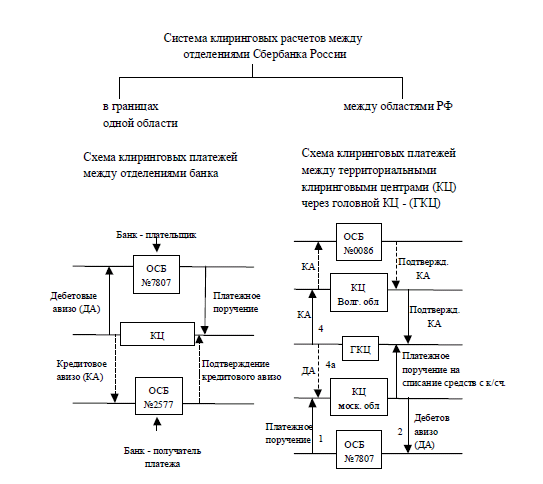 Система клиринговых расчетов между
отделениями Сбербанка России
в границах
одной области
между областями РФ
Схема клиринговых платежей
между отделениями банка
Схема клиринговых платежей
между территориальными
клиринговыми центрами (КЦ)
через головной КЦ - (ГКЦ)
Банк - плательщик
ОСБ
№7807
Дебетовые
авизо (ДА)
Платежное
поручение
КЦ
Кредитовое
авизо (КА)
Подтверждение
кредитового авизо
ОСБ
№2577
Банк - получатель
платежа
ОСБ
№0086
КА
Подтвержд.
КА
КЦ
Волг. обл
КА
4
Подтвержд.
КА
ГКЦ
ДА
4а
Платежное
поручение на
списание средств с к/сч.
КЦ
моск. обл
Платежное
поручение
1
2
Дебетов
авизо
(ДА)
ОСБ
№7807